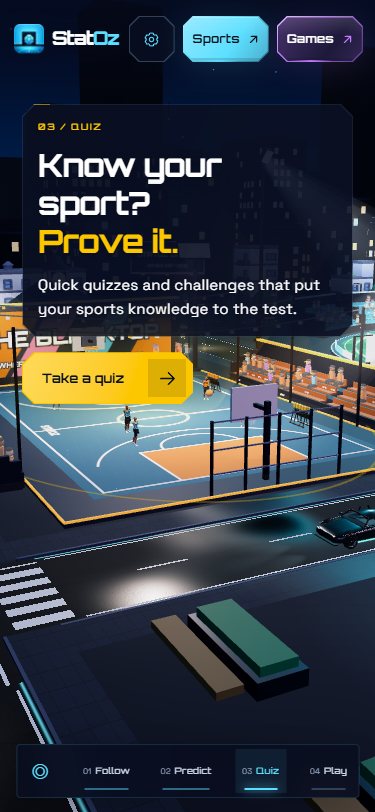 StatOz
Sports
Games
03 / QUIZ
Know your
sport?
Prove it.
Quick quizzes and challenges that put
your sports knowledge to the test.
Take a quiz
01 Follow
02 Predict
03 Quiz
04 Play